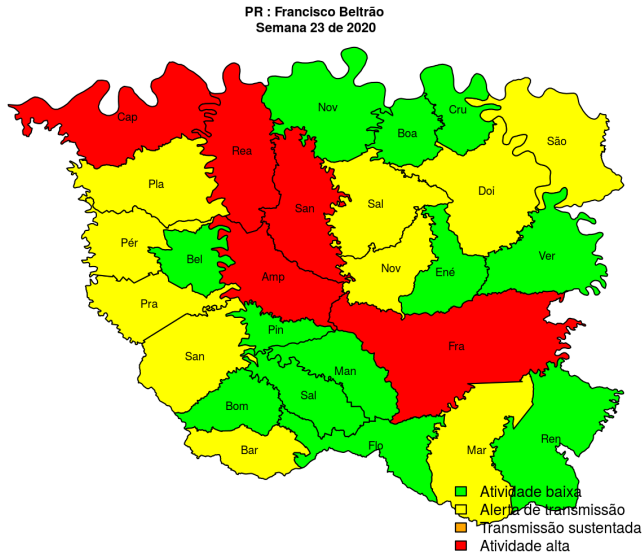 PR : Francisco Beltrão
Semana 23 de 2020
Nov
Cru
Cap
Boa
São
Rea
Pla
Doi
Sal
San
Pér
Bel
Nov
Ené
Ver
Amp
Pra
Pin
Fra
San
Man
Sal
Bom
Bar
Flo
Mar
Ren
Atividade baixa
Alerta de transmissão
Transmissão sustentada
Atividade alta